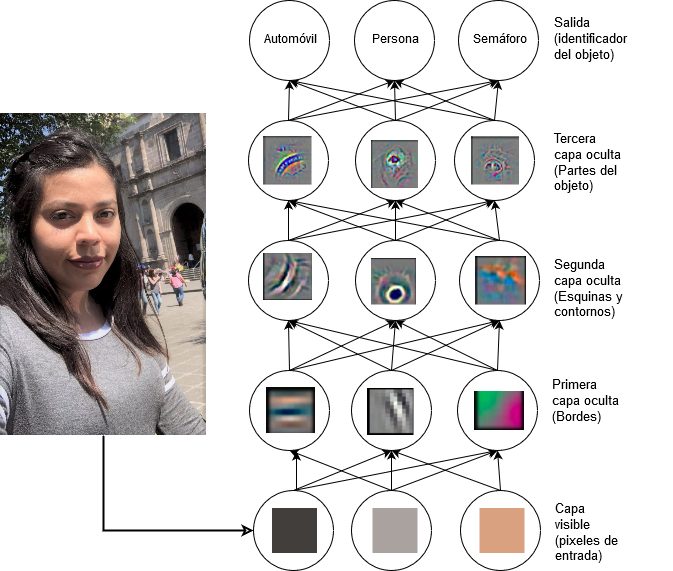 Automóvil
Persona
Semáforo
Salida
(identificador
del objeto)
Tercera
capa oculta
(Partes del
objeto)
Segunda
capa oculta
(Esquinas y
contornos)
Primera
capa oculta
(Bordes)
Capa
visible
(pixeles de
entrada)